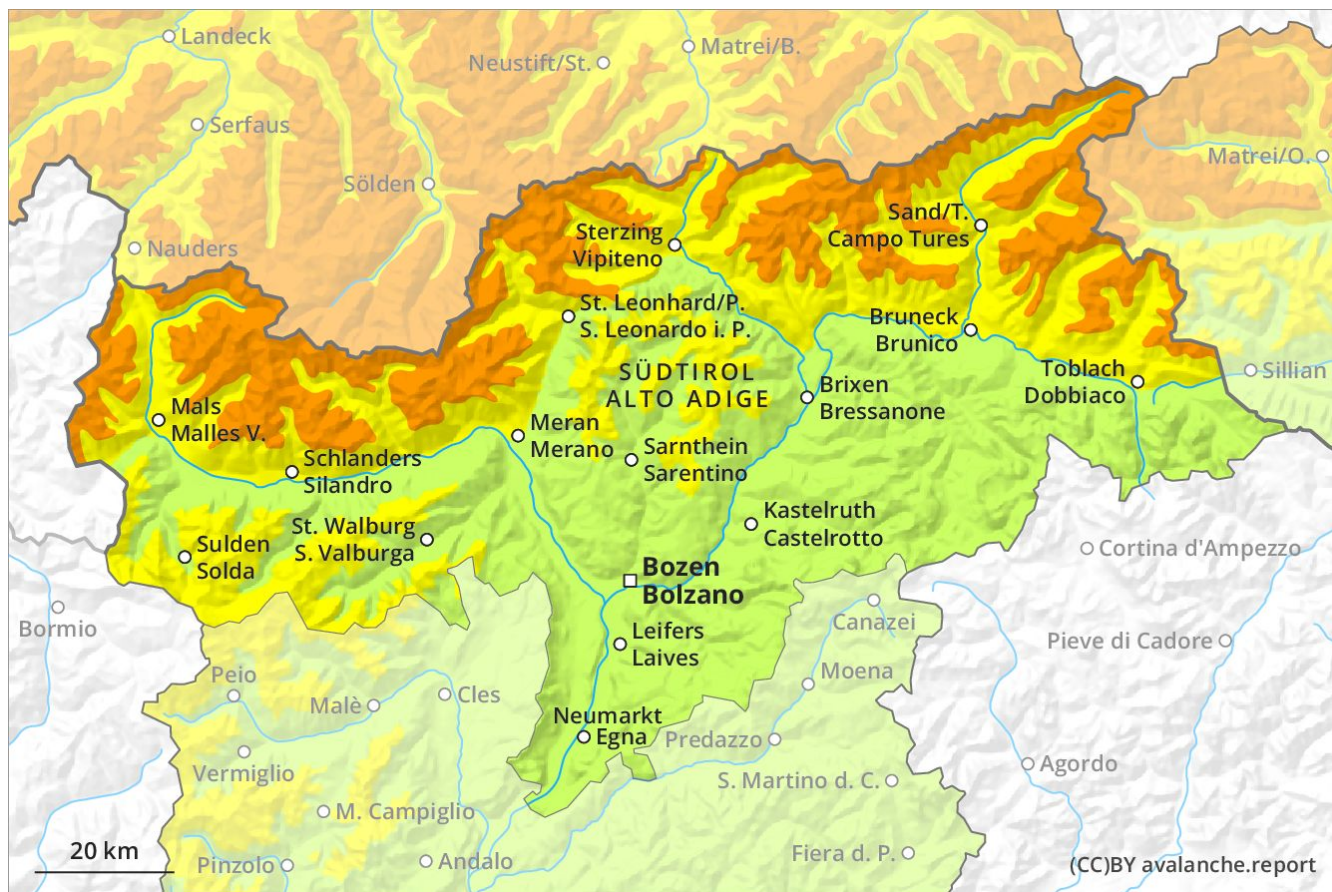 Landeck
Matrei/B.
Neustift/St.
Serfaus
Matrei/O.
Sölden
Sand/T.
Campo Tures
Sterzing
Vipiteno
Nauders
St. Leonhard/P.
S. Leonardo i. P.
Bruneck
Brunico
SÜDTIROL
ALTO ADIGE
Toblach
Dobbiaco
Sillian
Brixen
Bressanone
Mals
Malles V.
Meran
Merano
Sarnthein
Sarentino
Schlanders
Silandro
Kastelruth
Castelrotto
St. Walburg
S. Valburga
Sulden
Solda
Cortina d'Ampezzo
Bozen
Bolzano
Bormio
Canazei
Leifers
Laives
Pieve di Cadore
Peio
Moena
Malè
Cles
Neumarkt
Egna
Predazzo
Vermiglio
Agordo
S. Martino d. C.
M. Campiglio
20 km
Pinzolo
Andalo
Fiera d. P.
(CC)BY avalanche.report